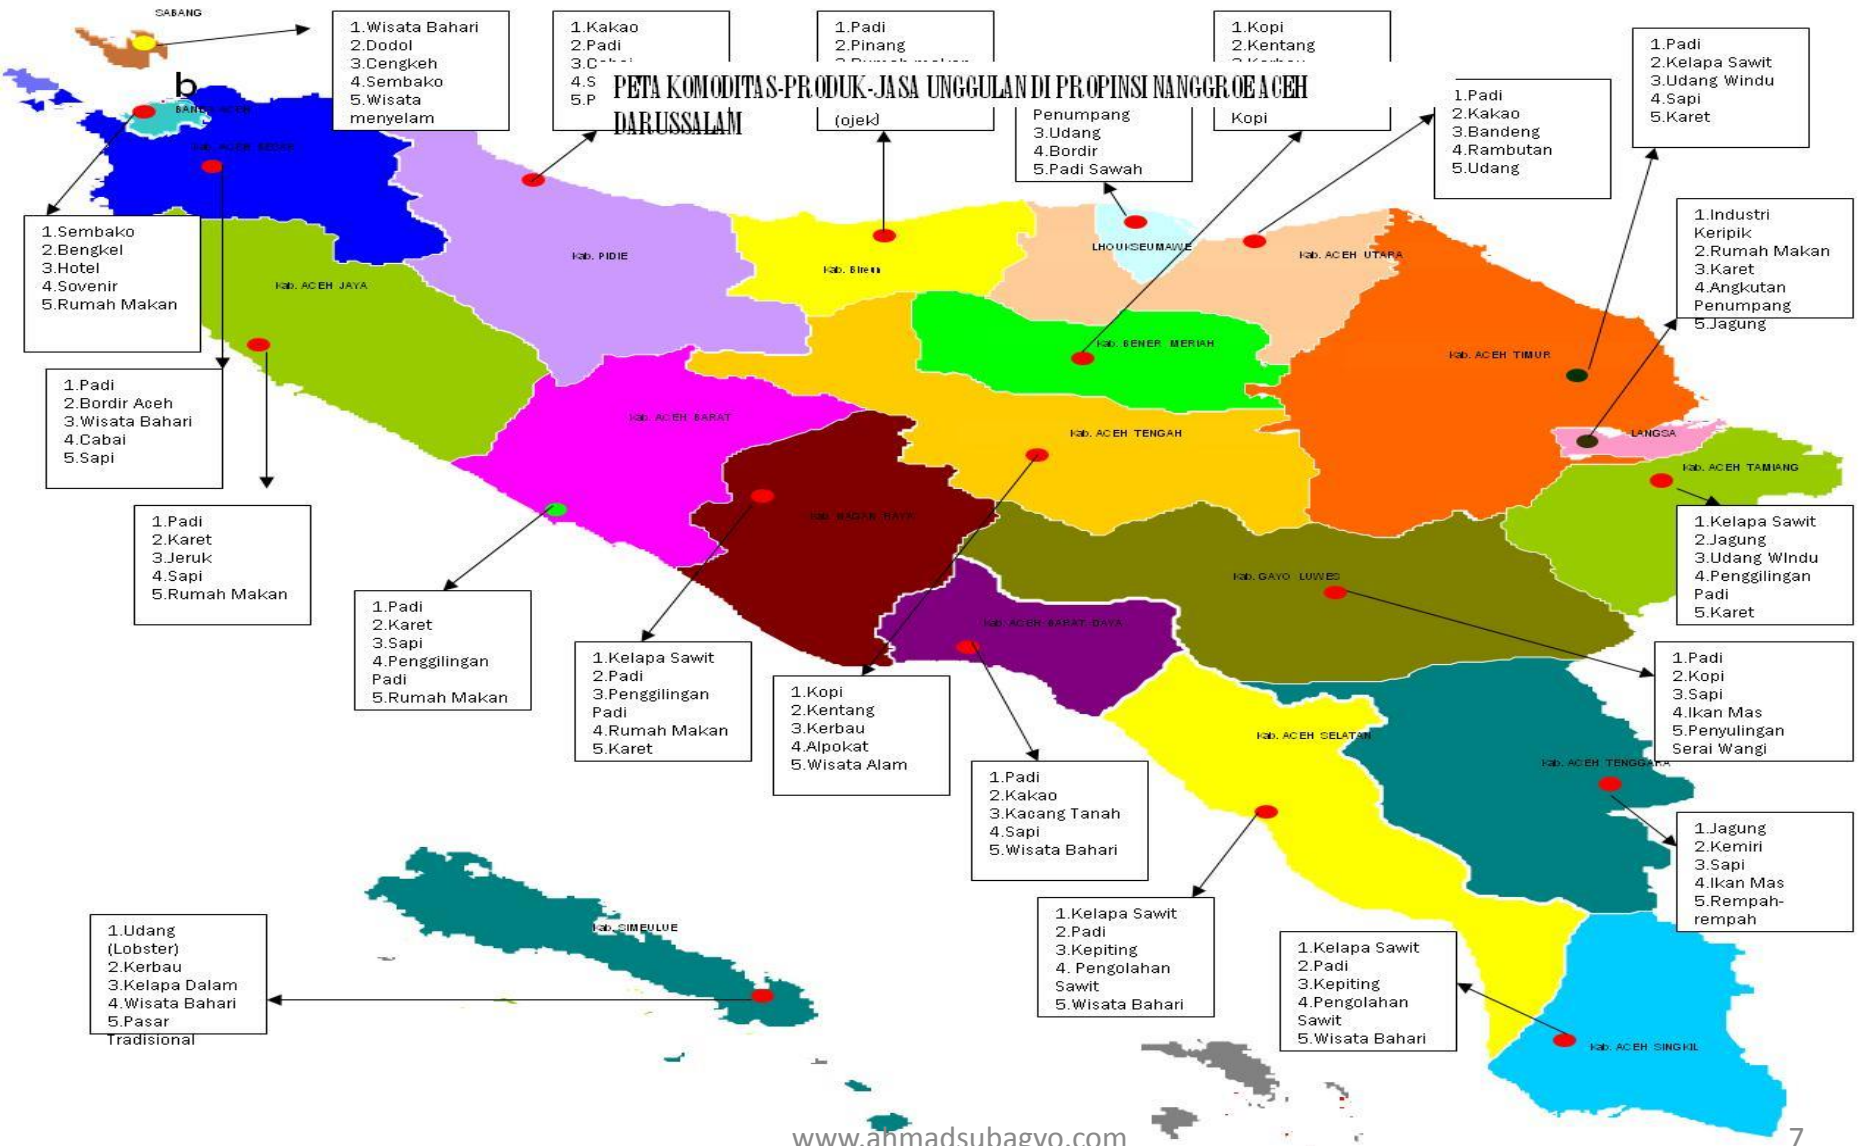 SABANG
1.Wisata Bahari
2.Dodol
3.Cengkeh
4.Sembako
5.Wisata
menyelam
1.Kakao
2.Padi
1.Padi
2.Pinang
(ojek)
1.Kopi
2.Kentang
Kopi
PETA KOMODITAS-PRODUK-JASA UNGGULAN DI PROPINSI NANGGROE ACEH
DARUSSALAM
Penumpang
3.Udang
4.Bordir
5.Padi Sawah
1.Padi
2.Kakao
3.Bandeng
4.Rambutan
5.Udang
1.Padi
2.Kelapa Sawit
3.Udang Windu
4.Sapi
5.Karet
1.Industri
Keripik
2.Rumah Makan
3.Karet
4.Angkutan
Penumpang
5.Jagung
b
BANDA ACEH
Kab. ACEH BESAR
1.Sembako
2.Bengkel
3.Hotel
4.Sovenir
5.Rumah Makan
Kab. ACEH JAYA
Kab. PIDIE
Kab. Bireun
LHOUKSEUMAWE
Kab. ACEH UTARA
Kab. BENER MERIAH
Kab. ACEH TIMUR
1.Padi
2.Bordir Aceh
3.Wisata Bahari
4.Cabai
5.Sapi
Kab. ACEH BARAT
Kab. ACEH TENGAH
LANGSA
Kab. ACEH TAMIANG
1.Padi
2.Karet
3.Jeruk
4.Sapi
5.Rumah Makan
Kab. NAGAN RAYA
1.Kelapa Sawit
2.Jagung
3.Udang WIndu
4.Penggilingan
Padi
5.Karet
Kab. GAYO LUWES
Kab. ACEH BARAT DAYA
1.Padi
2.Karet
3.Sapi
4.Penggilingan
Padi
5.Rumah Makan
1.Kelapa Sawit
2.Padi
3.Penggilingan
Padi
4.Rumah Makan
5.Karet
1.Kopi
2.Kentang
3.Kerbau
4.Alpokat
5.Wisata Alam
1.Padi
2.Kopi
3.Sapi
4.Ikan Mas
5.Penyulingan
Serai Wangi
Kab. ACEH SELATAN
Kab. ACEH TENGGARA
1.Padi
2.Kakao
3.Kacang Tanah
4.Sapi
5.Wisata Bahari
1.Jagung
2.Kemiri
3.Sapi
4.Ikan Mas
5.Rempah-
rempah
1.Kelapa Sawit
2.Padi
3.Kepiting
4. Pengolahan
Sawit
5.Wisata Bahari
1.Kelapa Sawit
2.Padi
3.Kepiting
4.Pengolahan
Sawit
5.Wisata Bahari
Kab. SIMEULUE
1.Udang
(Lobster)
2.Kerbau
3.Kelapa Dalam
4.Wisata Bahari
5.Pasar
Tradisional
Kab. ACEH SINGKIL
www.ahmadsubagyo.com
7